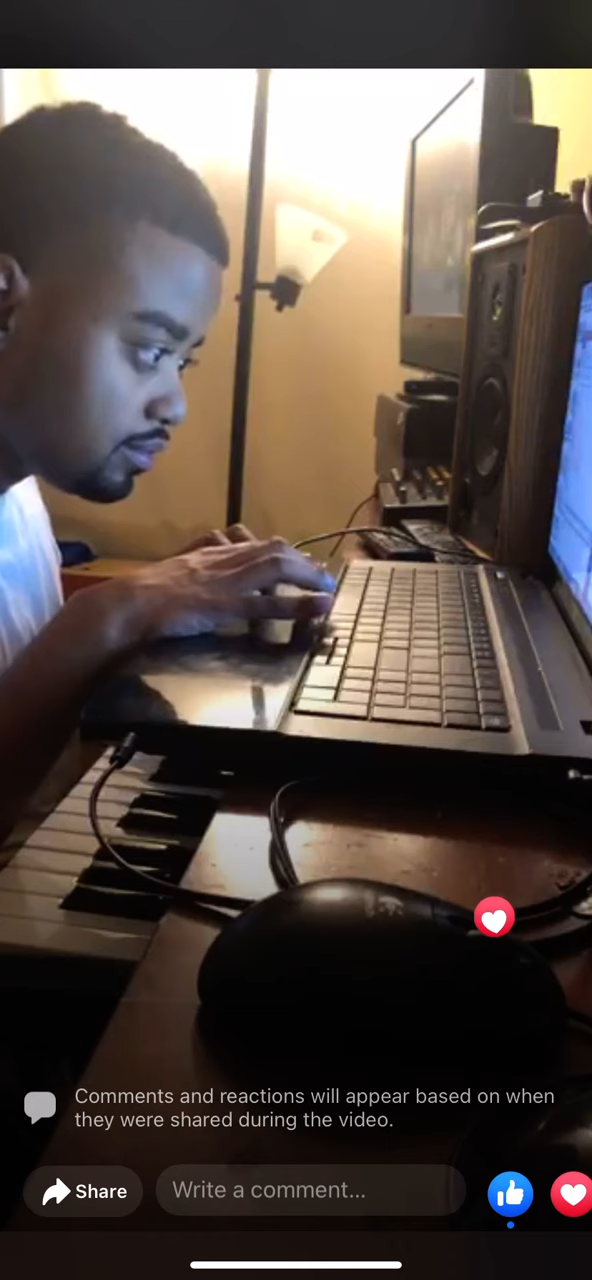 Comments and reactions will appear based on when
they were shared during the video.
Share
Write a comment...